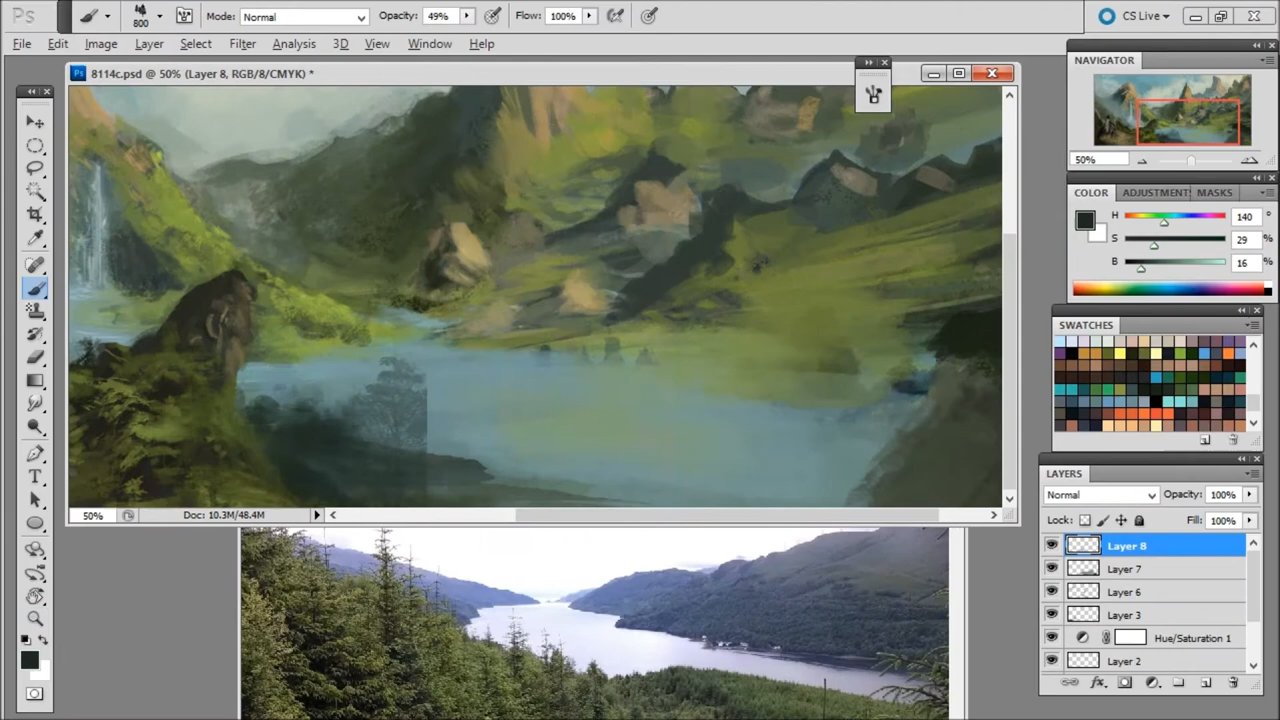 Ps
800
Mode: Normal
Opacity: 49%
Flow: 100%
CS Live
File Edit Image Layer Select Filter Analysis 3D View Window Help
Ps 8114c.psd @ 50% (Layer 8, RGB/8/CMYK) *
NAVIGATOR
50%
COLOR ADJUSTMENT MASKS
H 140 °
S 29 %
B 16 %
SWATCHES
LAYERS
Normal Opacity: 100%
Lock: Fill: 100%
Layer 8
Layer 7
Layer 6
Layer 3
Hue/Saturation 1
Layer 2
fx
T
50% Doc: 10.3M/48.4M